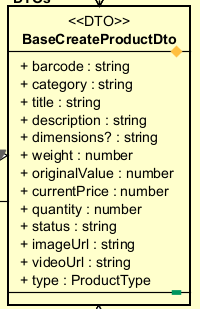 DTOs
<<DTO>>
BaseCreateProductDto
+ barcode : string
+ category : string
+ title : string
+ description : string
+ dimensions? : string
+ weight : number
+ originalValue : number
+ currentPrice : number
+ quantity : number
+ status : string
+ imageUrl : string
+ videoUrl : string
+ type : ProductType